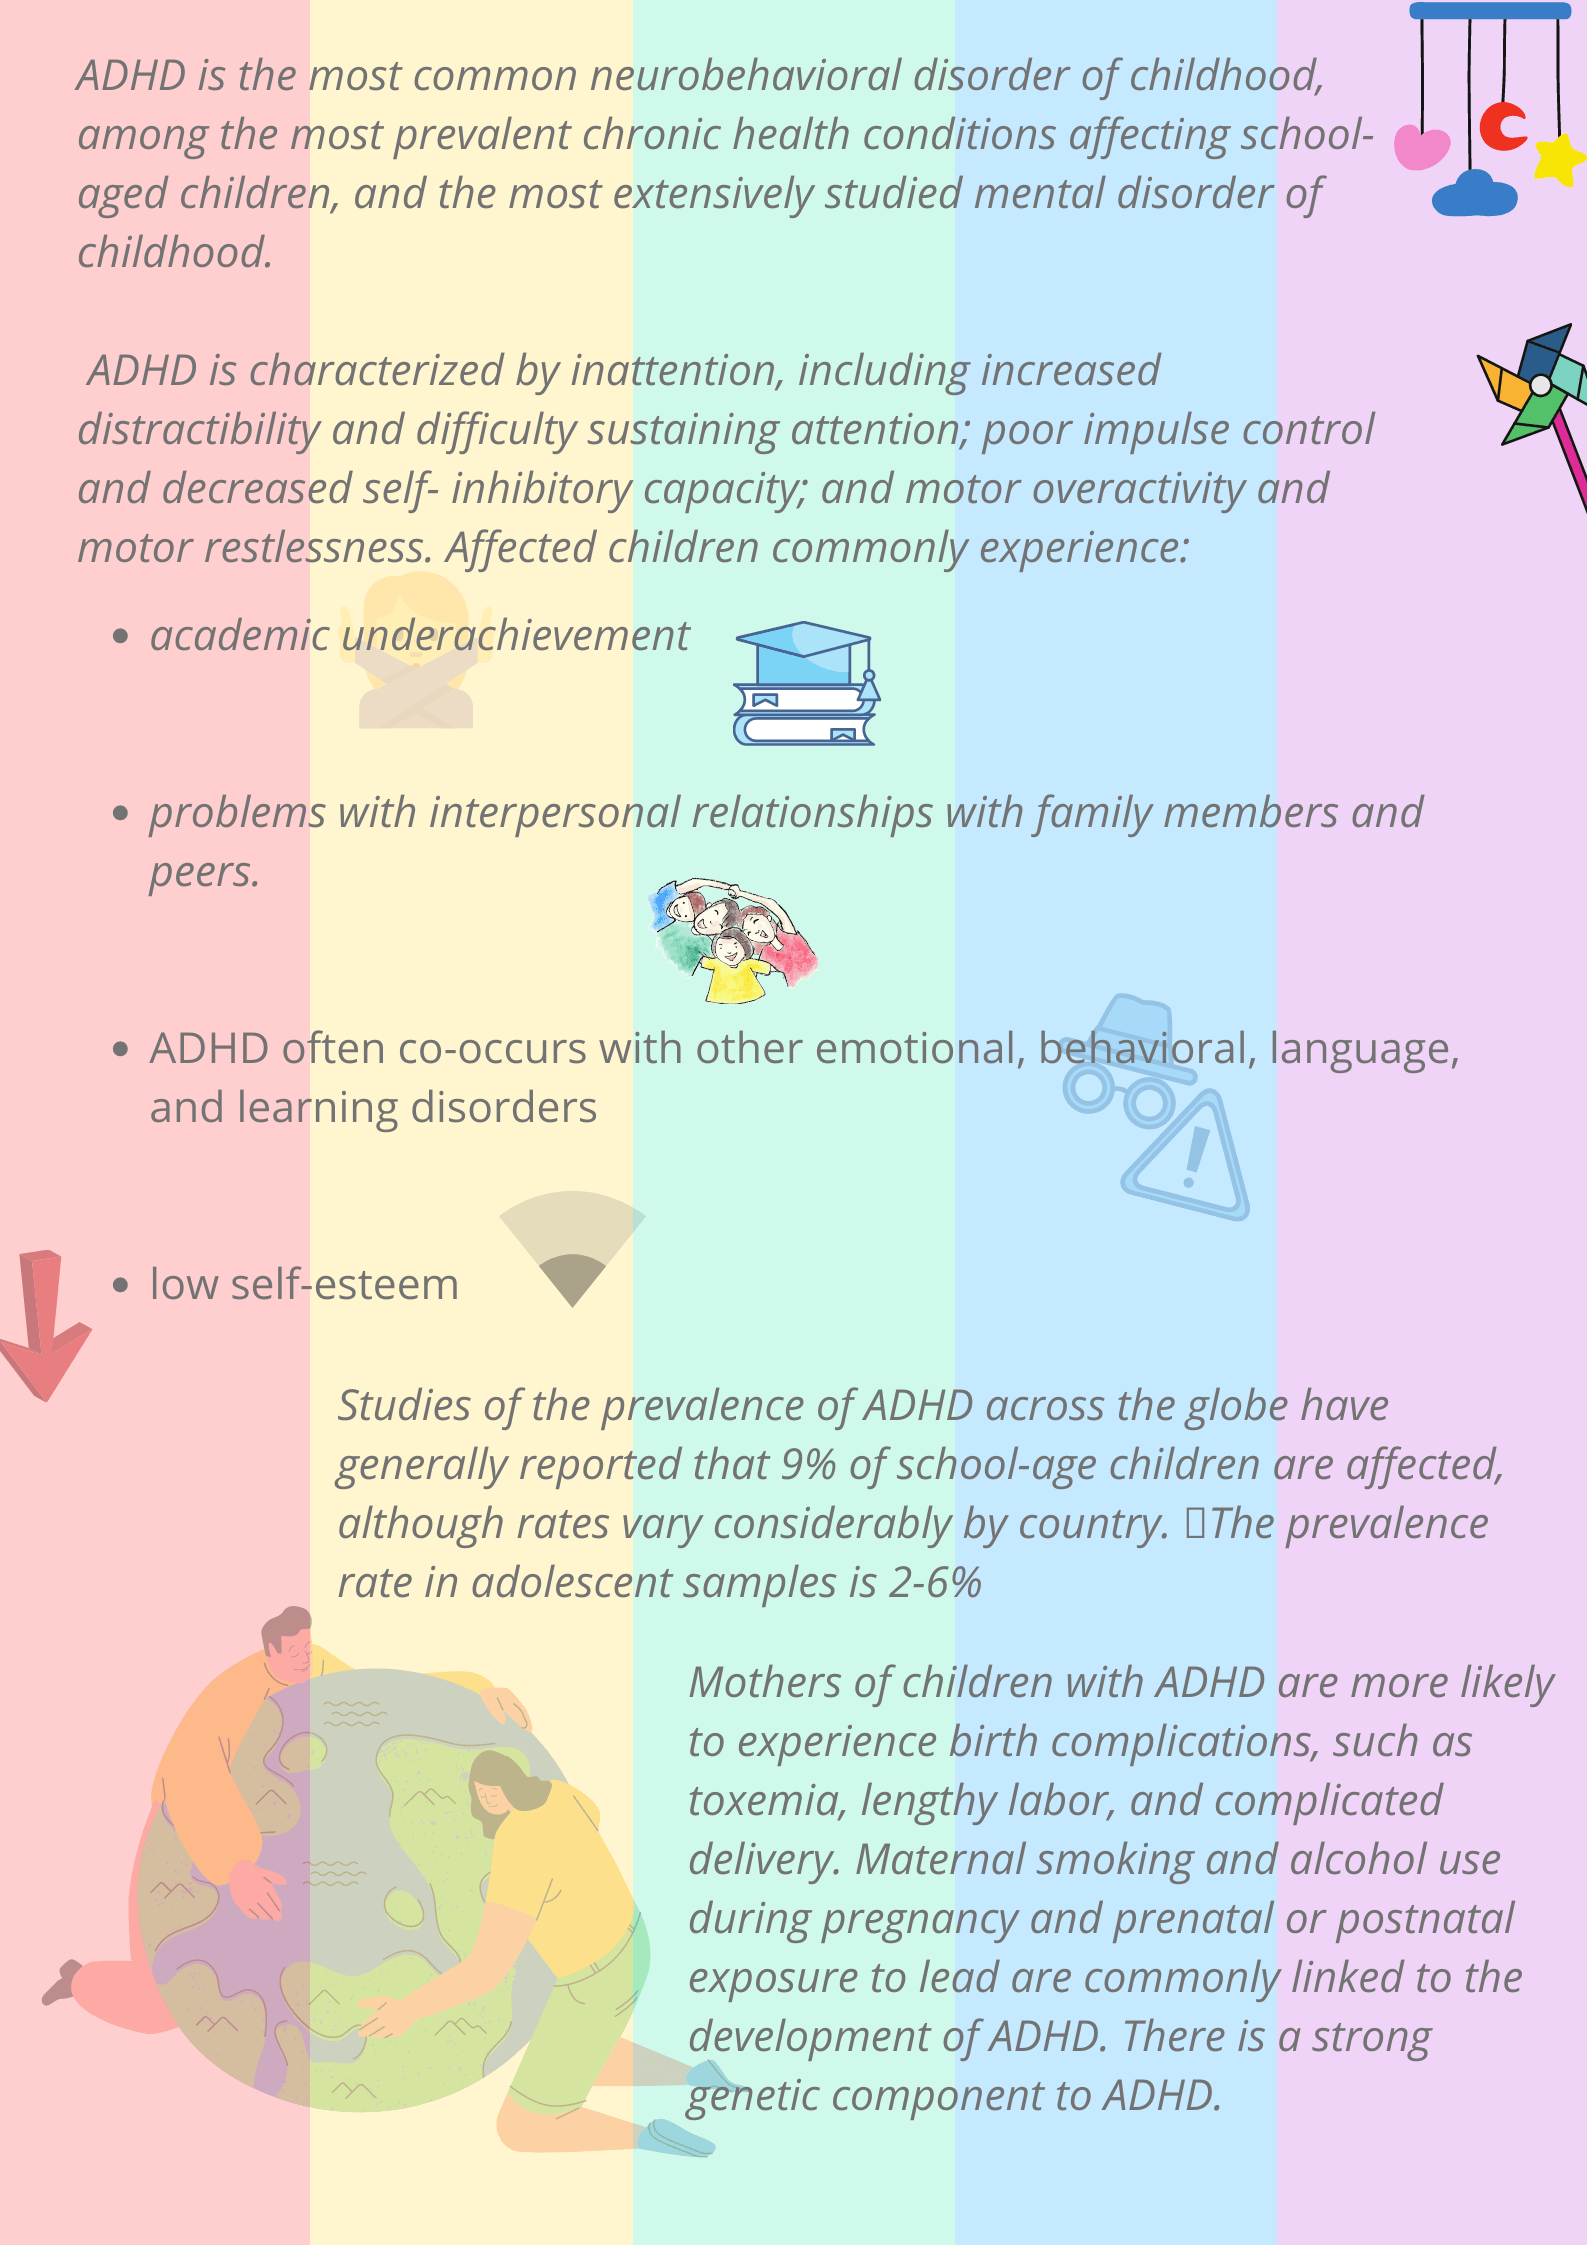 ADHD is the most common neurobehavioral disorder of childhood,
among the most prevalent chronic health conditions affecting school-
aged children, and the most extensively studied mental disorder of
childhood.
ADHD is characterized by inattention, including increased
distractibility and difficulty sustaining attention; poor impulse control
and decreased self- inhibitory capacity; and motor overactivity and
motor restlessness. Affected children commonly experience:
• academic underachievement
• problems with interpersonal relationships with family members and
peers.
• ADHD often co-occurs with other emotional, behavioral, language,
and learning disorders
• low self-esteem
Studies of the prevalence of ADHD across the globe have
generally reported that 9% of school-age children are affected,
although rates vary considerably by country. The prevalence
rate in adolescent samples is 2-6%
Mothers of children with ADHD are more likely
to experience birth complications, such as
toxemia, lengthy labor, and complicated
delivery. Maternal smoking and alcohol use
during pregnancy and prenatal or postnatal
exposure to lead are commonly linked to the
development of ADHD. There is a strong
genetic component to ADHD.